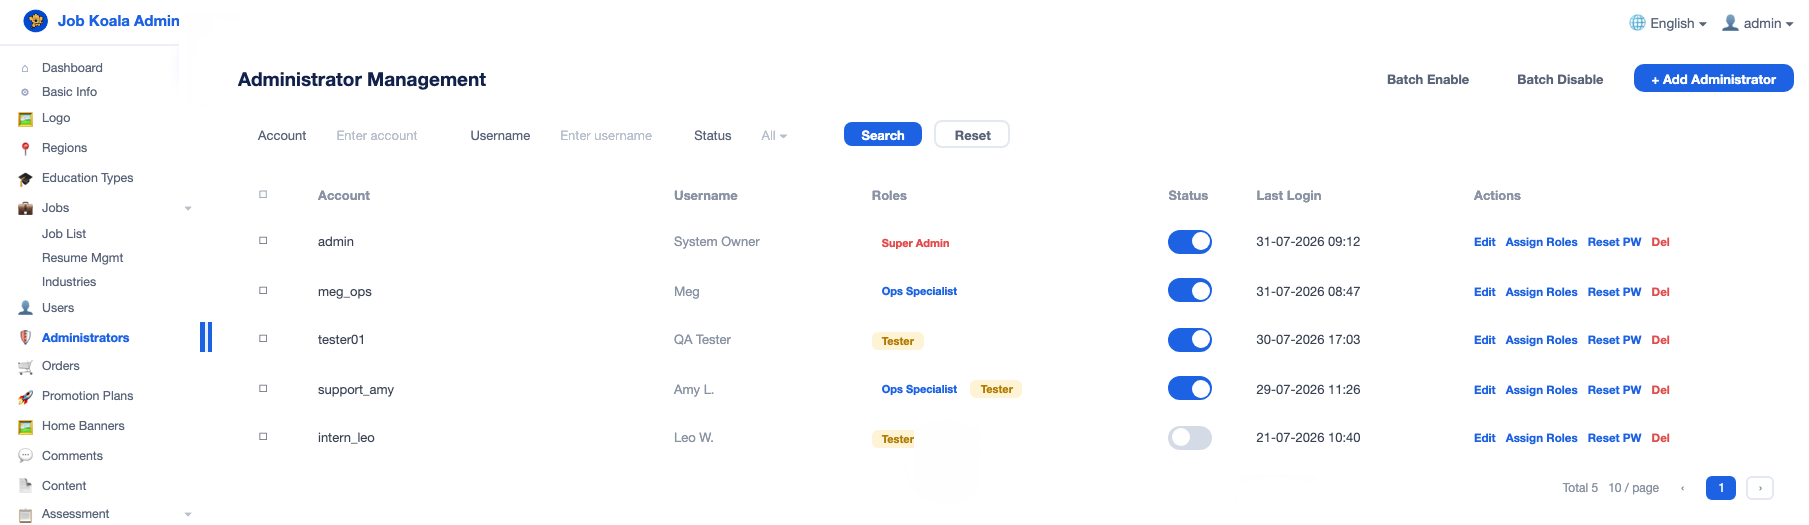 Job Koala Admin
English admin
Dashboard
Basic Info
Logo
Regions
Education Types
Jobs
Job List
Resume Mgmt
Industries
Users
Administrators
Orders
Promotion Plans
Home Banners
Comments
Content
Assessment
Administrator Management
Batch Enable Batch Disable + Add Administrator
Account Enter account Username Enter username Status All Search Reset
Account Username Roles Status Last Login Actions
admin System Owner Super Admin 31-07-2026 09:12 Edit Assign Roles Reset PW Del
meg_ops Meg Ops Specialist 31-07-2026 08:47 Edit Assign Roles Reset PW Del
tester01 QA Tester Tester 30-07-2026 17:03 Edit Assign Roles Reset PW Del
support_amy Amy L. Ops Specialist Tester 29-07-2026 11:26 Edit Assign Roles Reset PW Del
intern_leo Leo W. Tester 21-07-2026 10:40 Edit Assign Roles Reset PW Del
Total 5 10 / page ‹ 1 ›